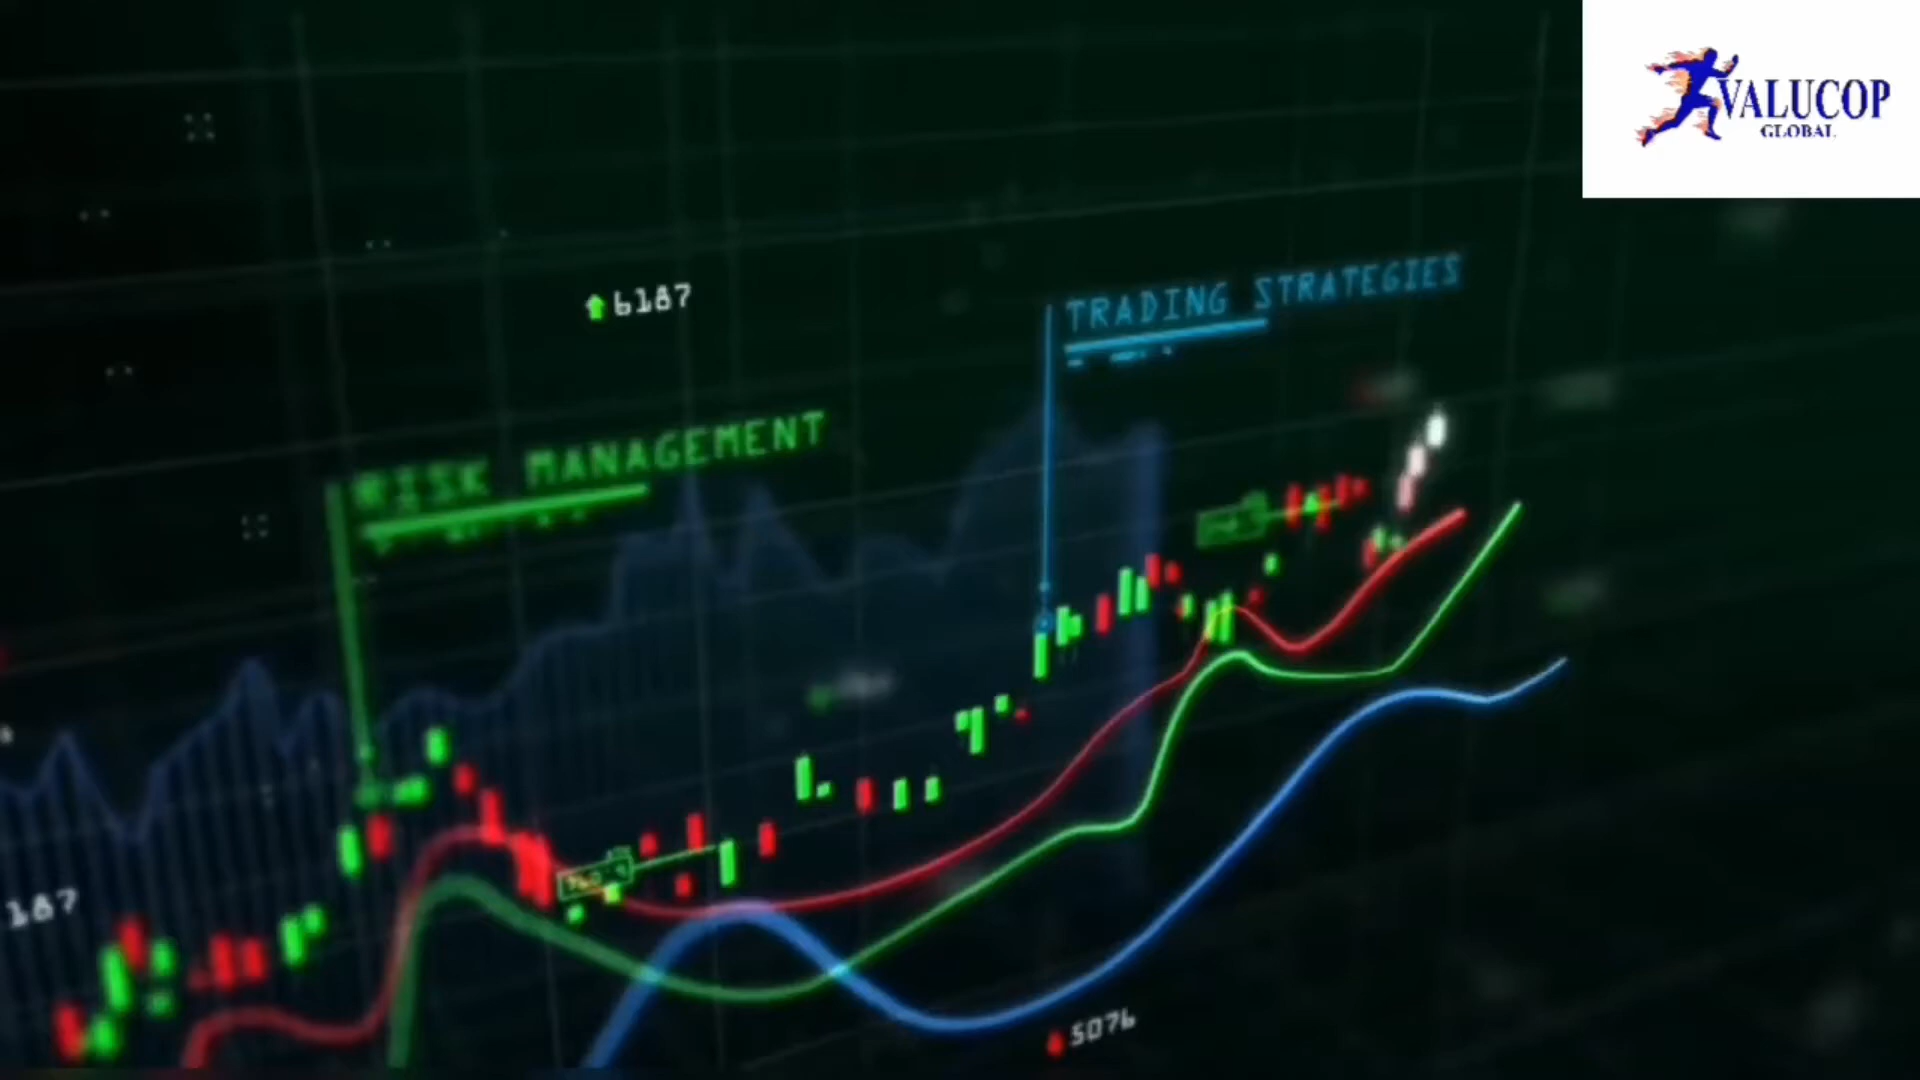 VALUCOP
GLOBAL
TRADING STRATEGIES
6187
RISK MANAGEMENT
187
5076